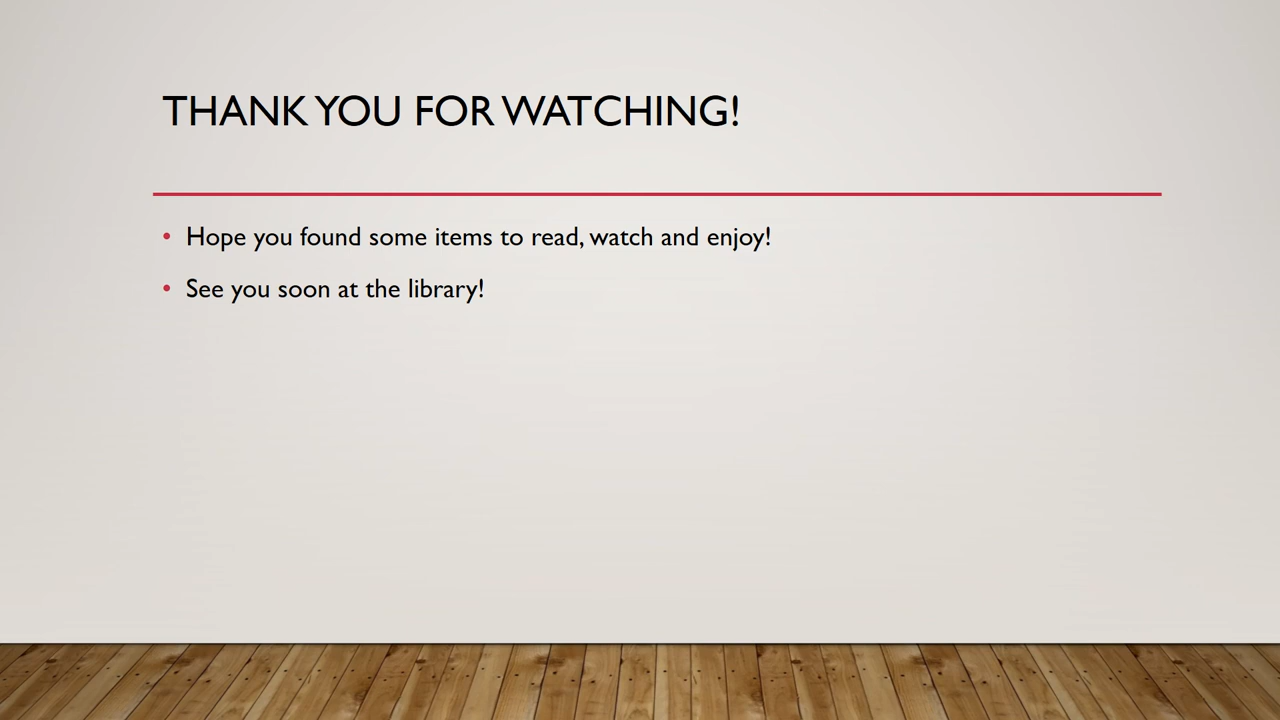 THANK YOU FOR WATCHING!
Hope you found some items to read, watch and enjoy!
See you soon at the library!